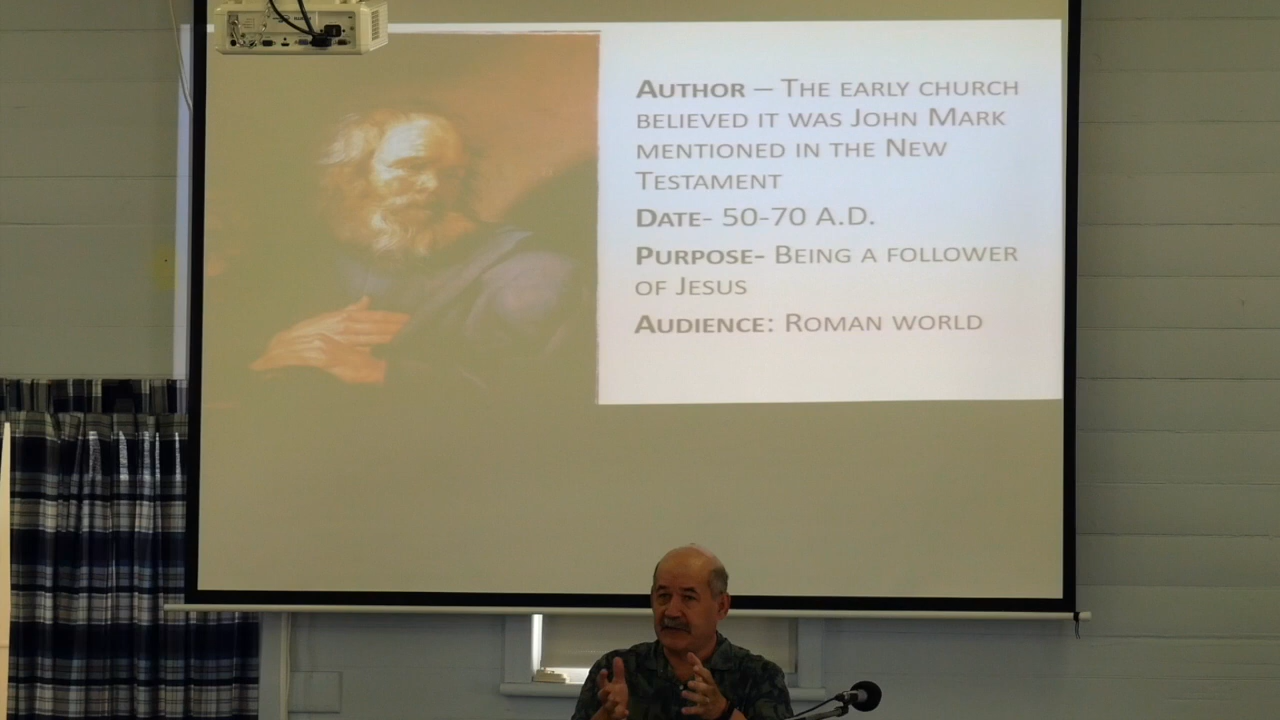 AUTHOR – THE EARLY CHURCH
BELIEVED IT WAS JOHN MARK
MENTIONED IN THE NEW
TESTAMENT
DATE- 50-70 A.D.
PURPOSE- BEING A FOLLOWER
OF JESUS
AUDIENCE: ROMAN WORLD